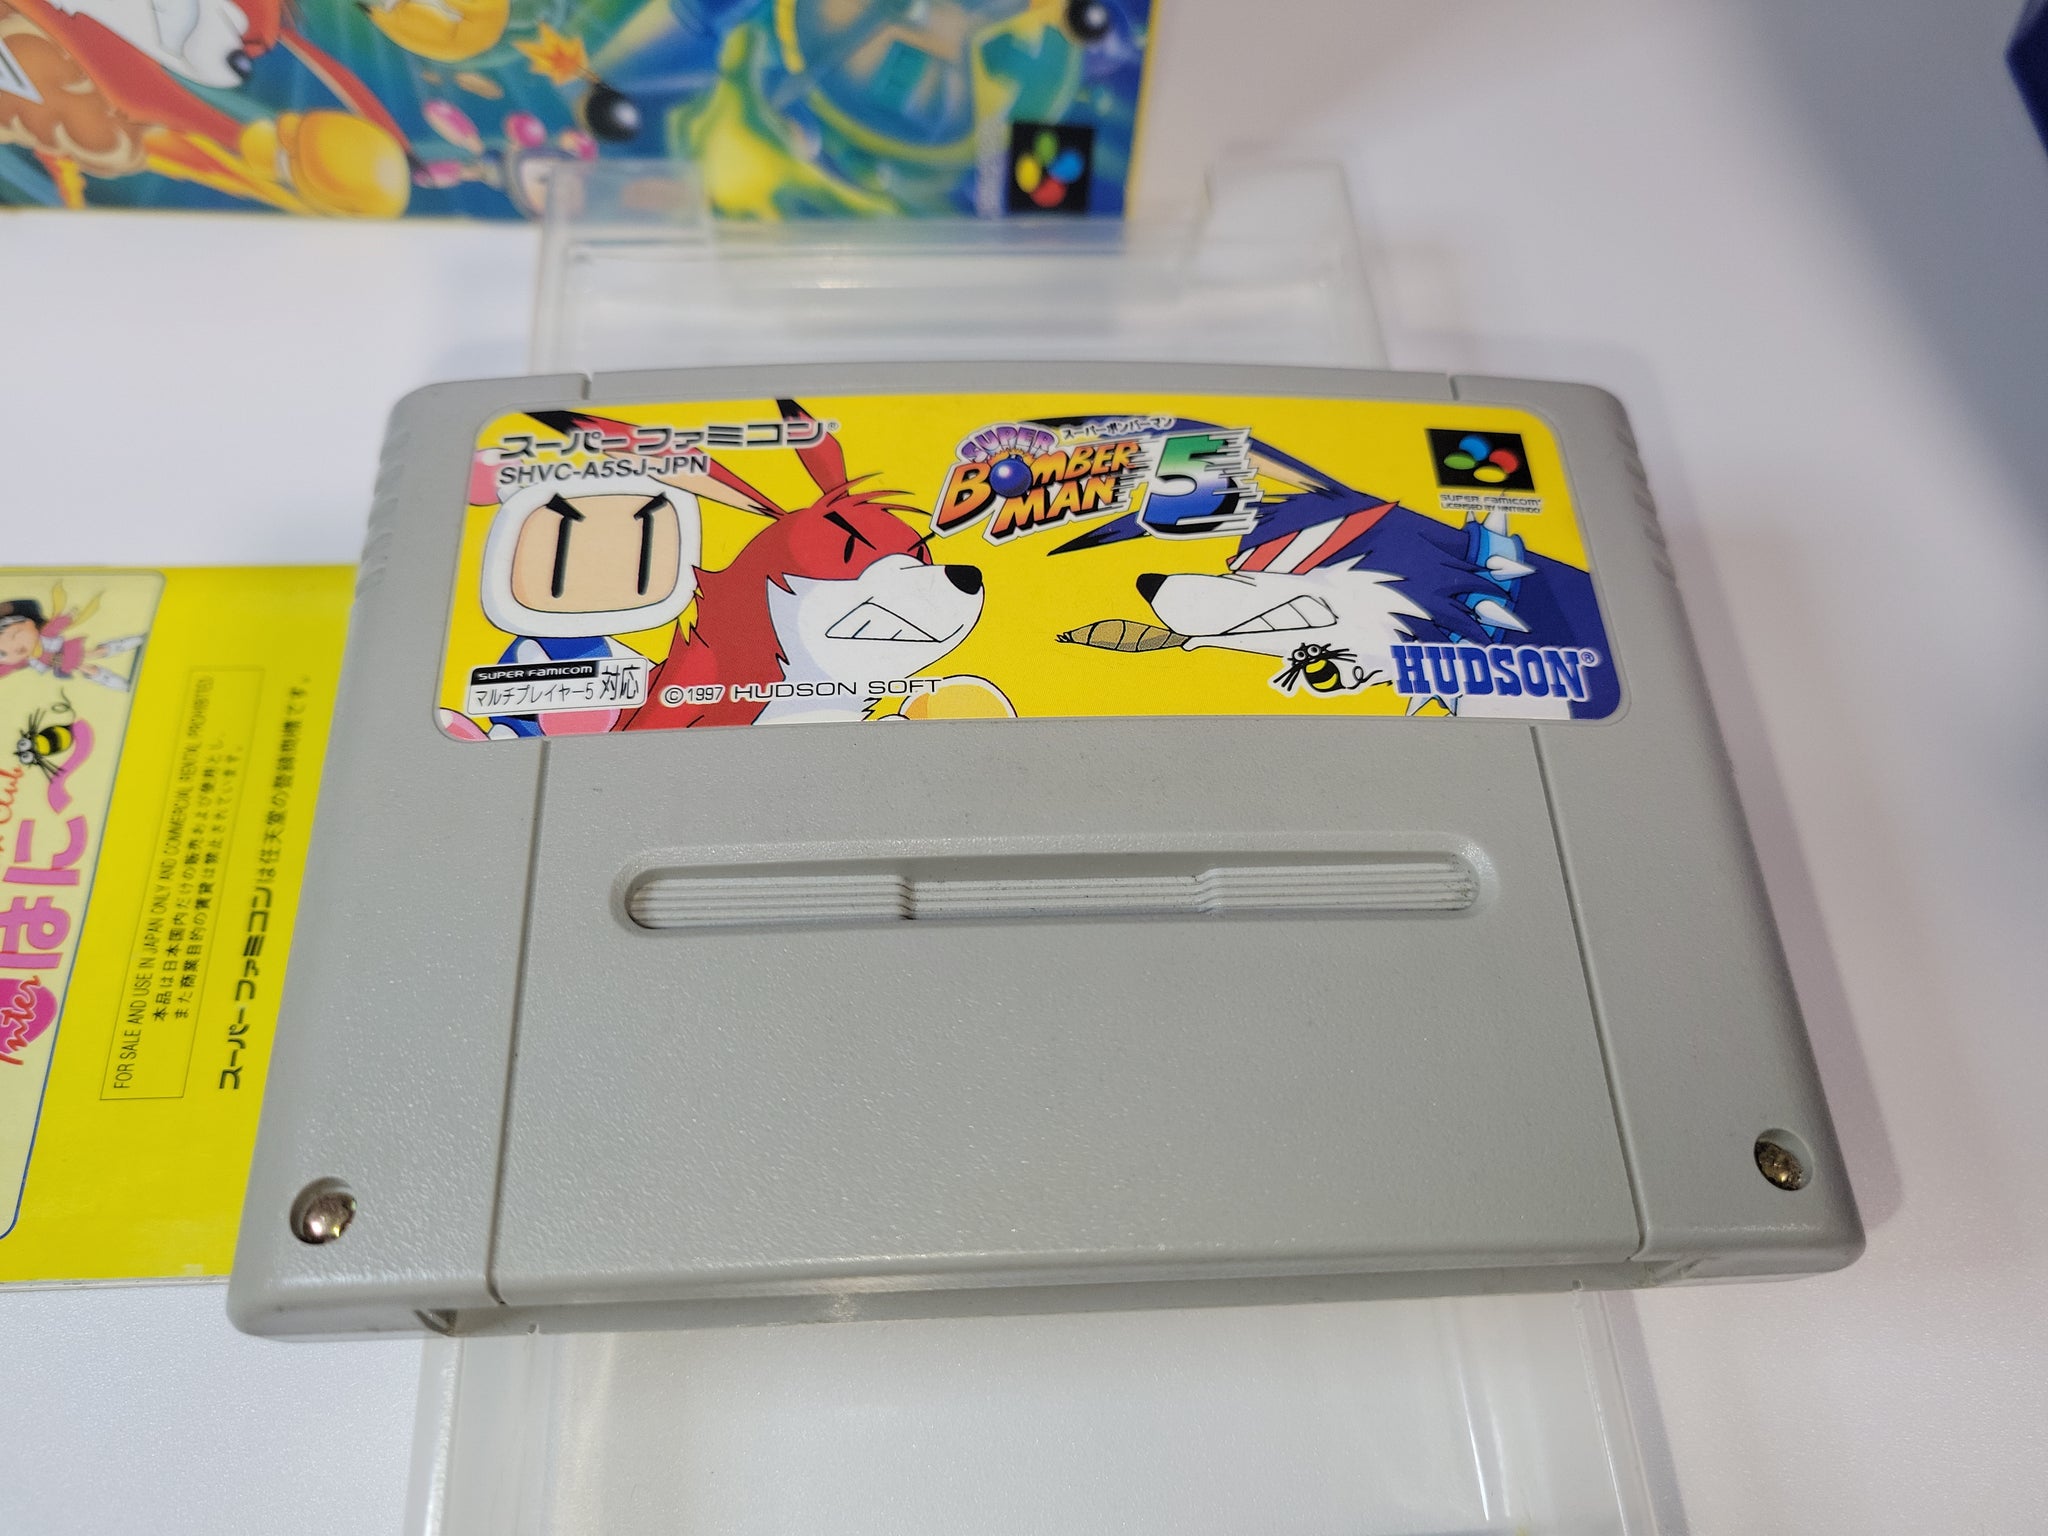 スーパーファミコン®
SHVC-A5SJ-JPN
スーパーボンバーマン
SUPER
BOMBER
MAN
5
SUPER FAMICOM
LICENSED BY NINTENDO
SUPER FAMICOM
マルチプレイヤー5 対応
©1997 HUDSON SOFT
HUDSON®
FOR SALE AND USE IN JAPAN ONLY AND COMMERCIAL RENTAL PROHIBITED
本品は日本国内だけの販売および使用とし、
また商業目的の賃貸は禁止されています。
スーパーファミコンは任天堂の登録商標です。
Club
はに〜
Inter